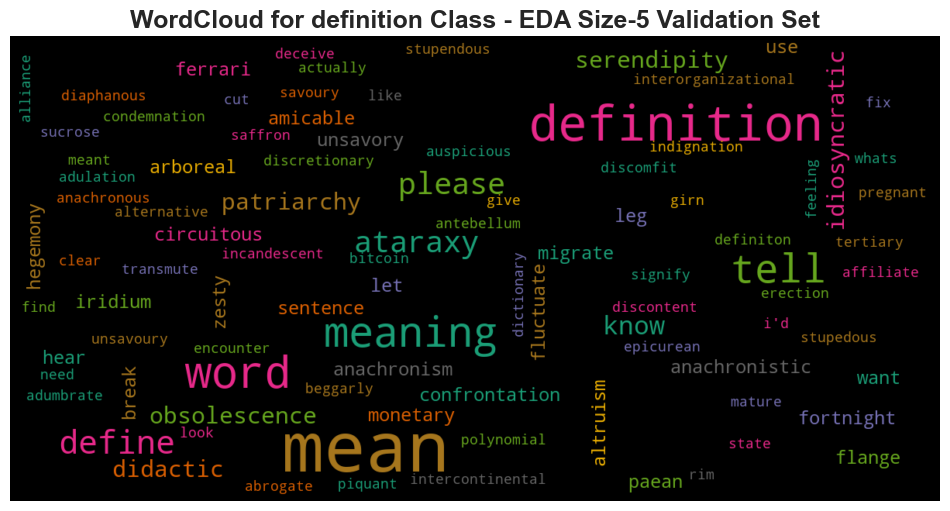 WordCloud for definition Class - EDA Size-5 Validation Set
stupendous
use
deceive
serendipity
ferrari
actually
interorganizational
alliance
idiosyncratic
diaphanous
savoury
like
cut
fix
condemnation
amicable
definition
sucrose
saffron
unsavory
indignation
meant
arboreal
discretionary
auspicious
whats
discomfit
adulation
please
feeling
pregnant
anachronous
patriarchy
give
girn
alternative
leg
hegemony
antebellum
circuitous
ataraxy
definiton
tertiary
clear
incandescent
bitcoin
migrate
transmute
tell
affiliate
signify
dictionary
fluctuate
let
erection
find
iridium
zesty
sentence
discontent
know
i'd
meaning
unsavoury
stupedous
encounter
epicurean
hear
word
anachronism
anachronistic
need
want
break
beggarly
adumbrate
confrontation
altruism
mature
obsolescence
monetary
fortnight
define
look
mean
polynomial
state
didactic
flange
abrogate
piquant
intercontinental
paean
rim